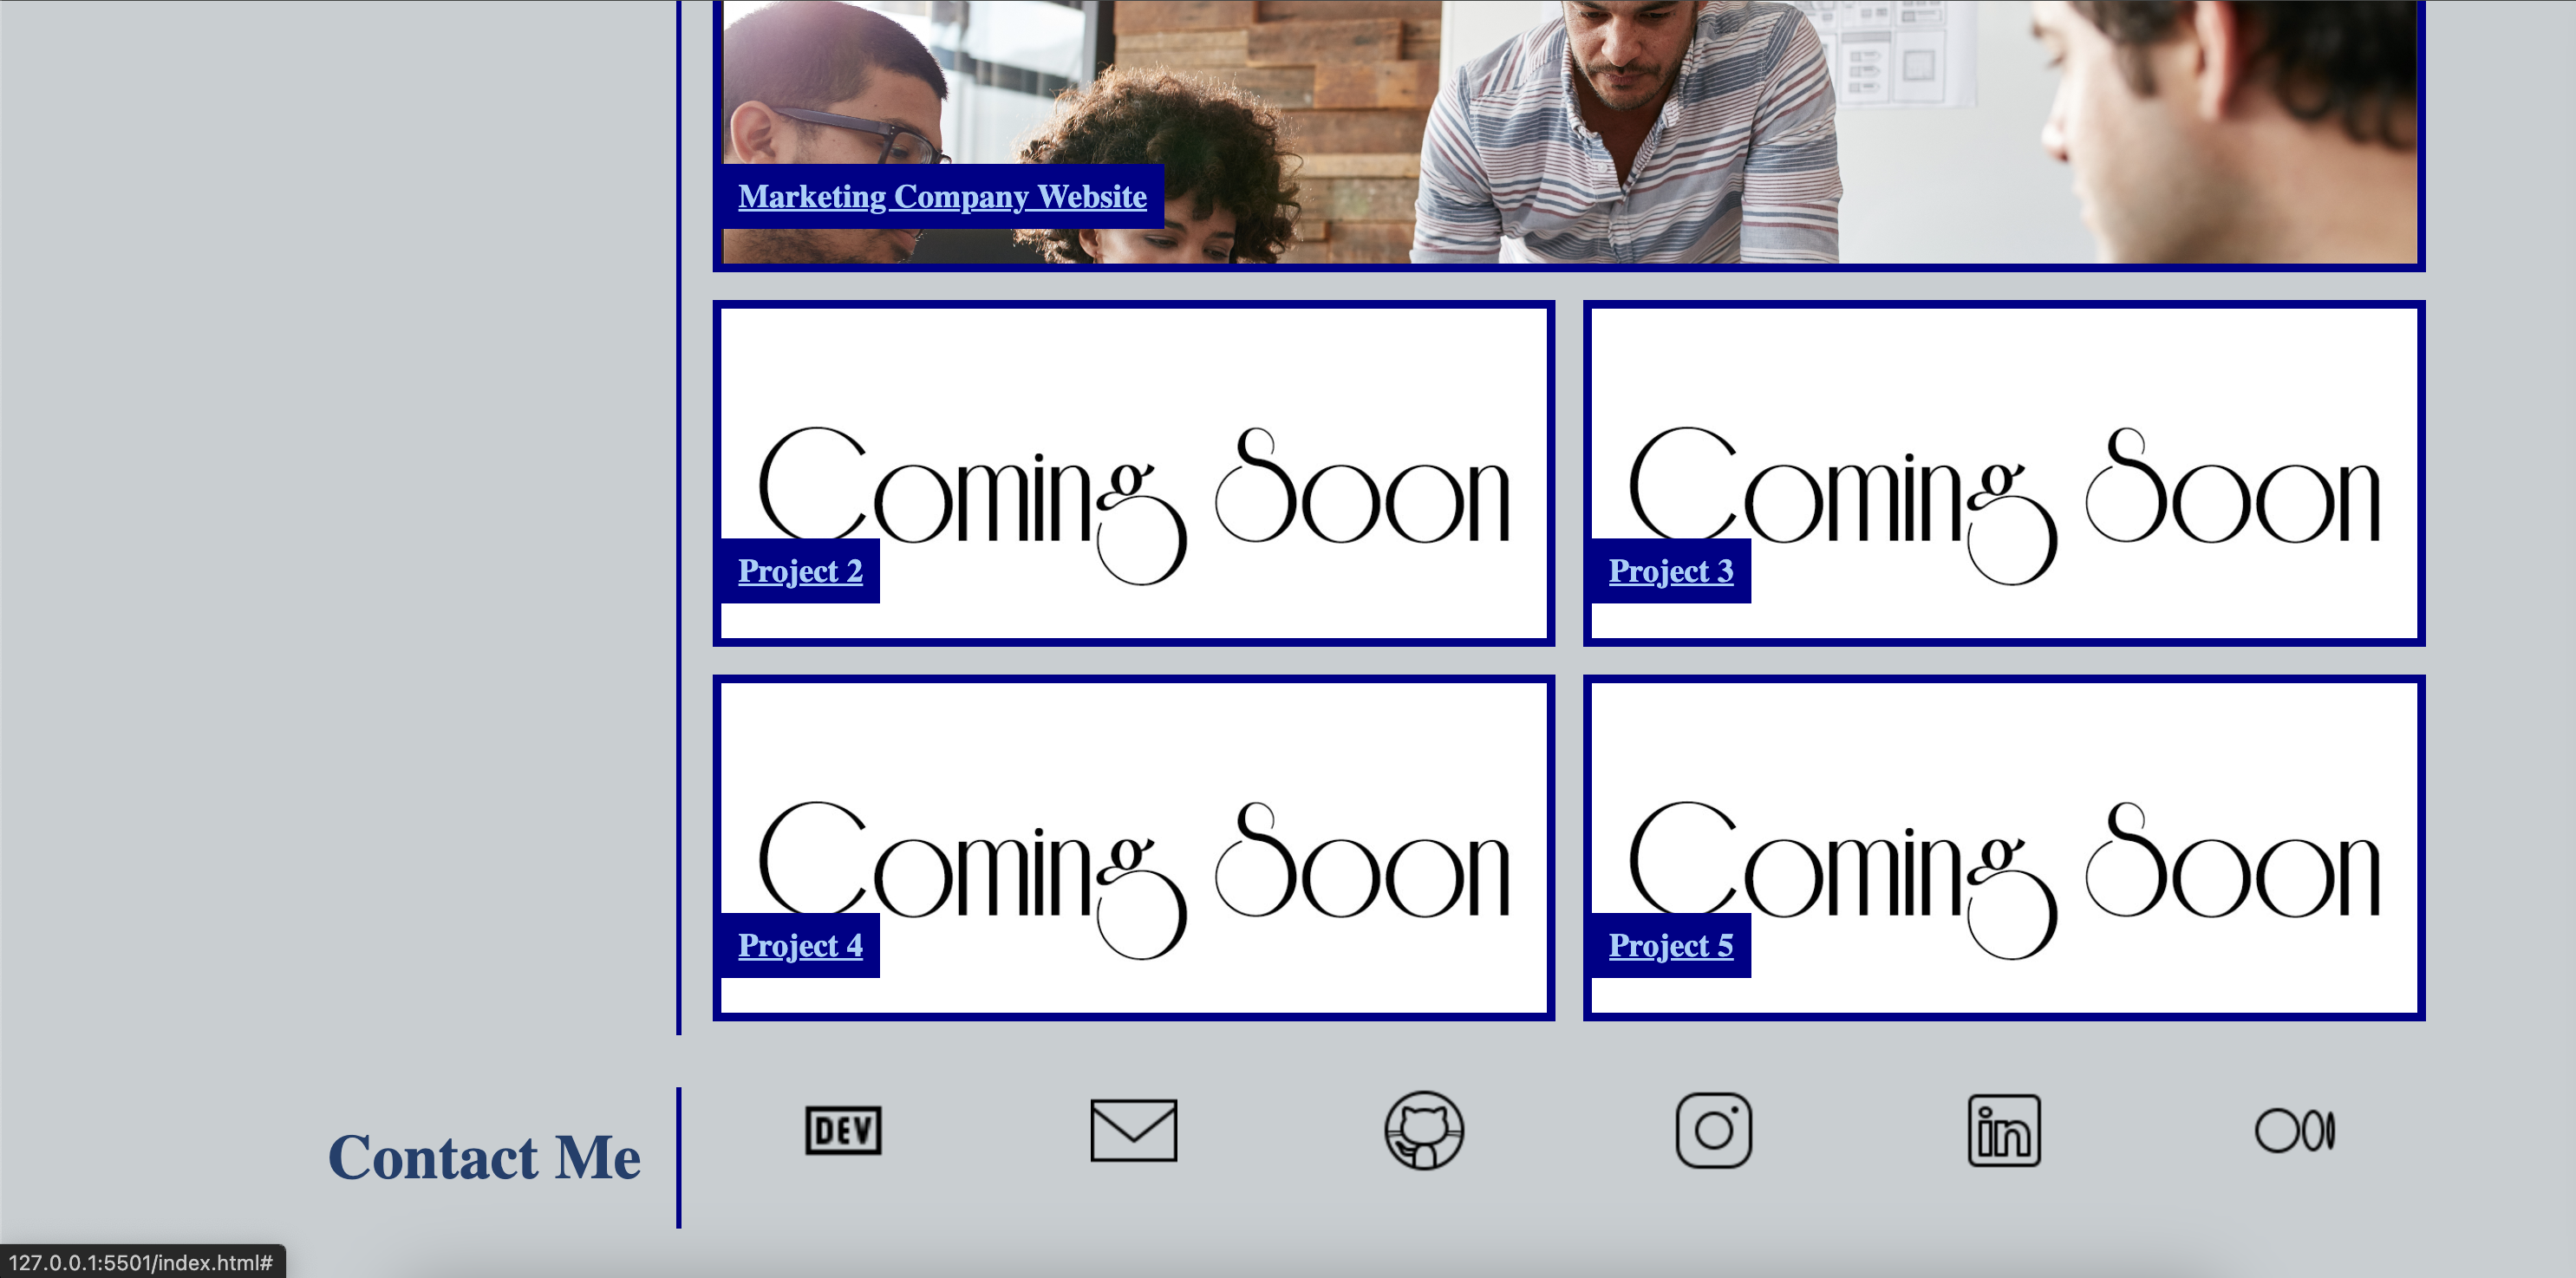 Marketing Company Website
Coming Soon
Project 2
Coming Soon
Project 3
Coming Soon
Project 4
Coming Soon
Project 5
Contact Me
DEV
in
127.0.0.1:5501/index.html#